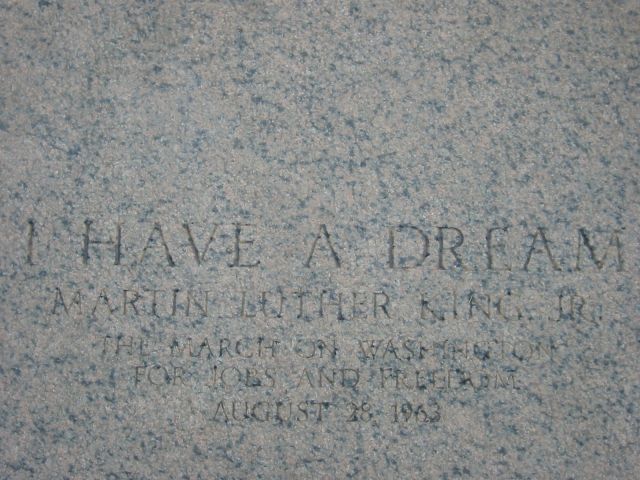 I HAVE A DREAM
MARTIN LUTHER KING, JR.
THE MARCH ON WASHINGTON
FOR JOBS AND FREEDOM
AUGUST 28, 1963